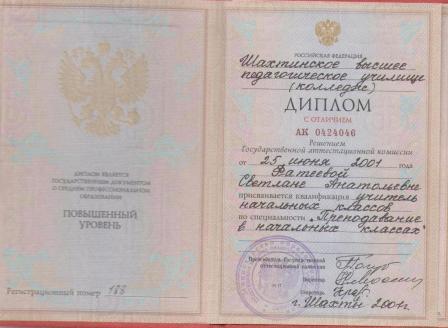 ДИПЛОМ ЯВЛЯЕТСЯ
ГОСУДАРСТВЕННЫМ ДОКУМЕНТОМ
О СРЕДНЕМ ПРОФЕССИОНАЛЬНОМ
ОБРАЗОВАНИИ
ПОВЫШЕННЫЙ
УРОВЕНЬ
Регистрационный номер 183
РОССИЙСКАЯ ФЕДЕРАЦИЯ
Шахтинское высшее
педагогическое училище
(колледж)
ДИПЛОМ
С ОТЛИЧИЕМ
АК 0424046
Решением
Государственной аттестационной комиссии
от 25 июня 2001 года
Фатеевой
Светлане Анатольевне
присваивается квалификация учитель
начальных классов
по специальности „Преподавание
в начальных классах"
Председатель Государственной
аттестационной комиссии
Директор
Секретарь
г. Шахты 2001г.